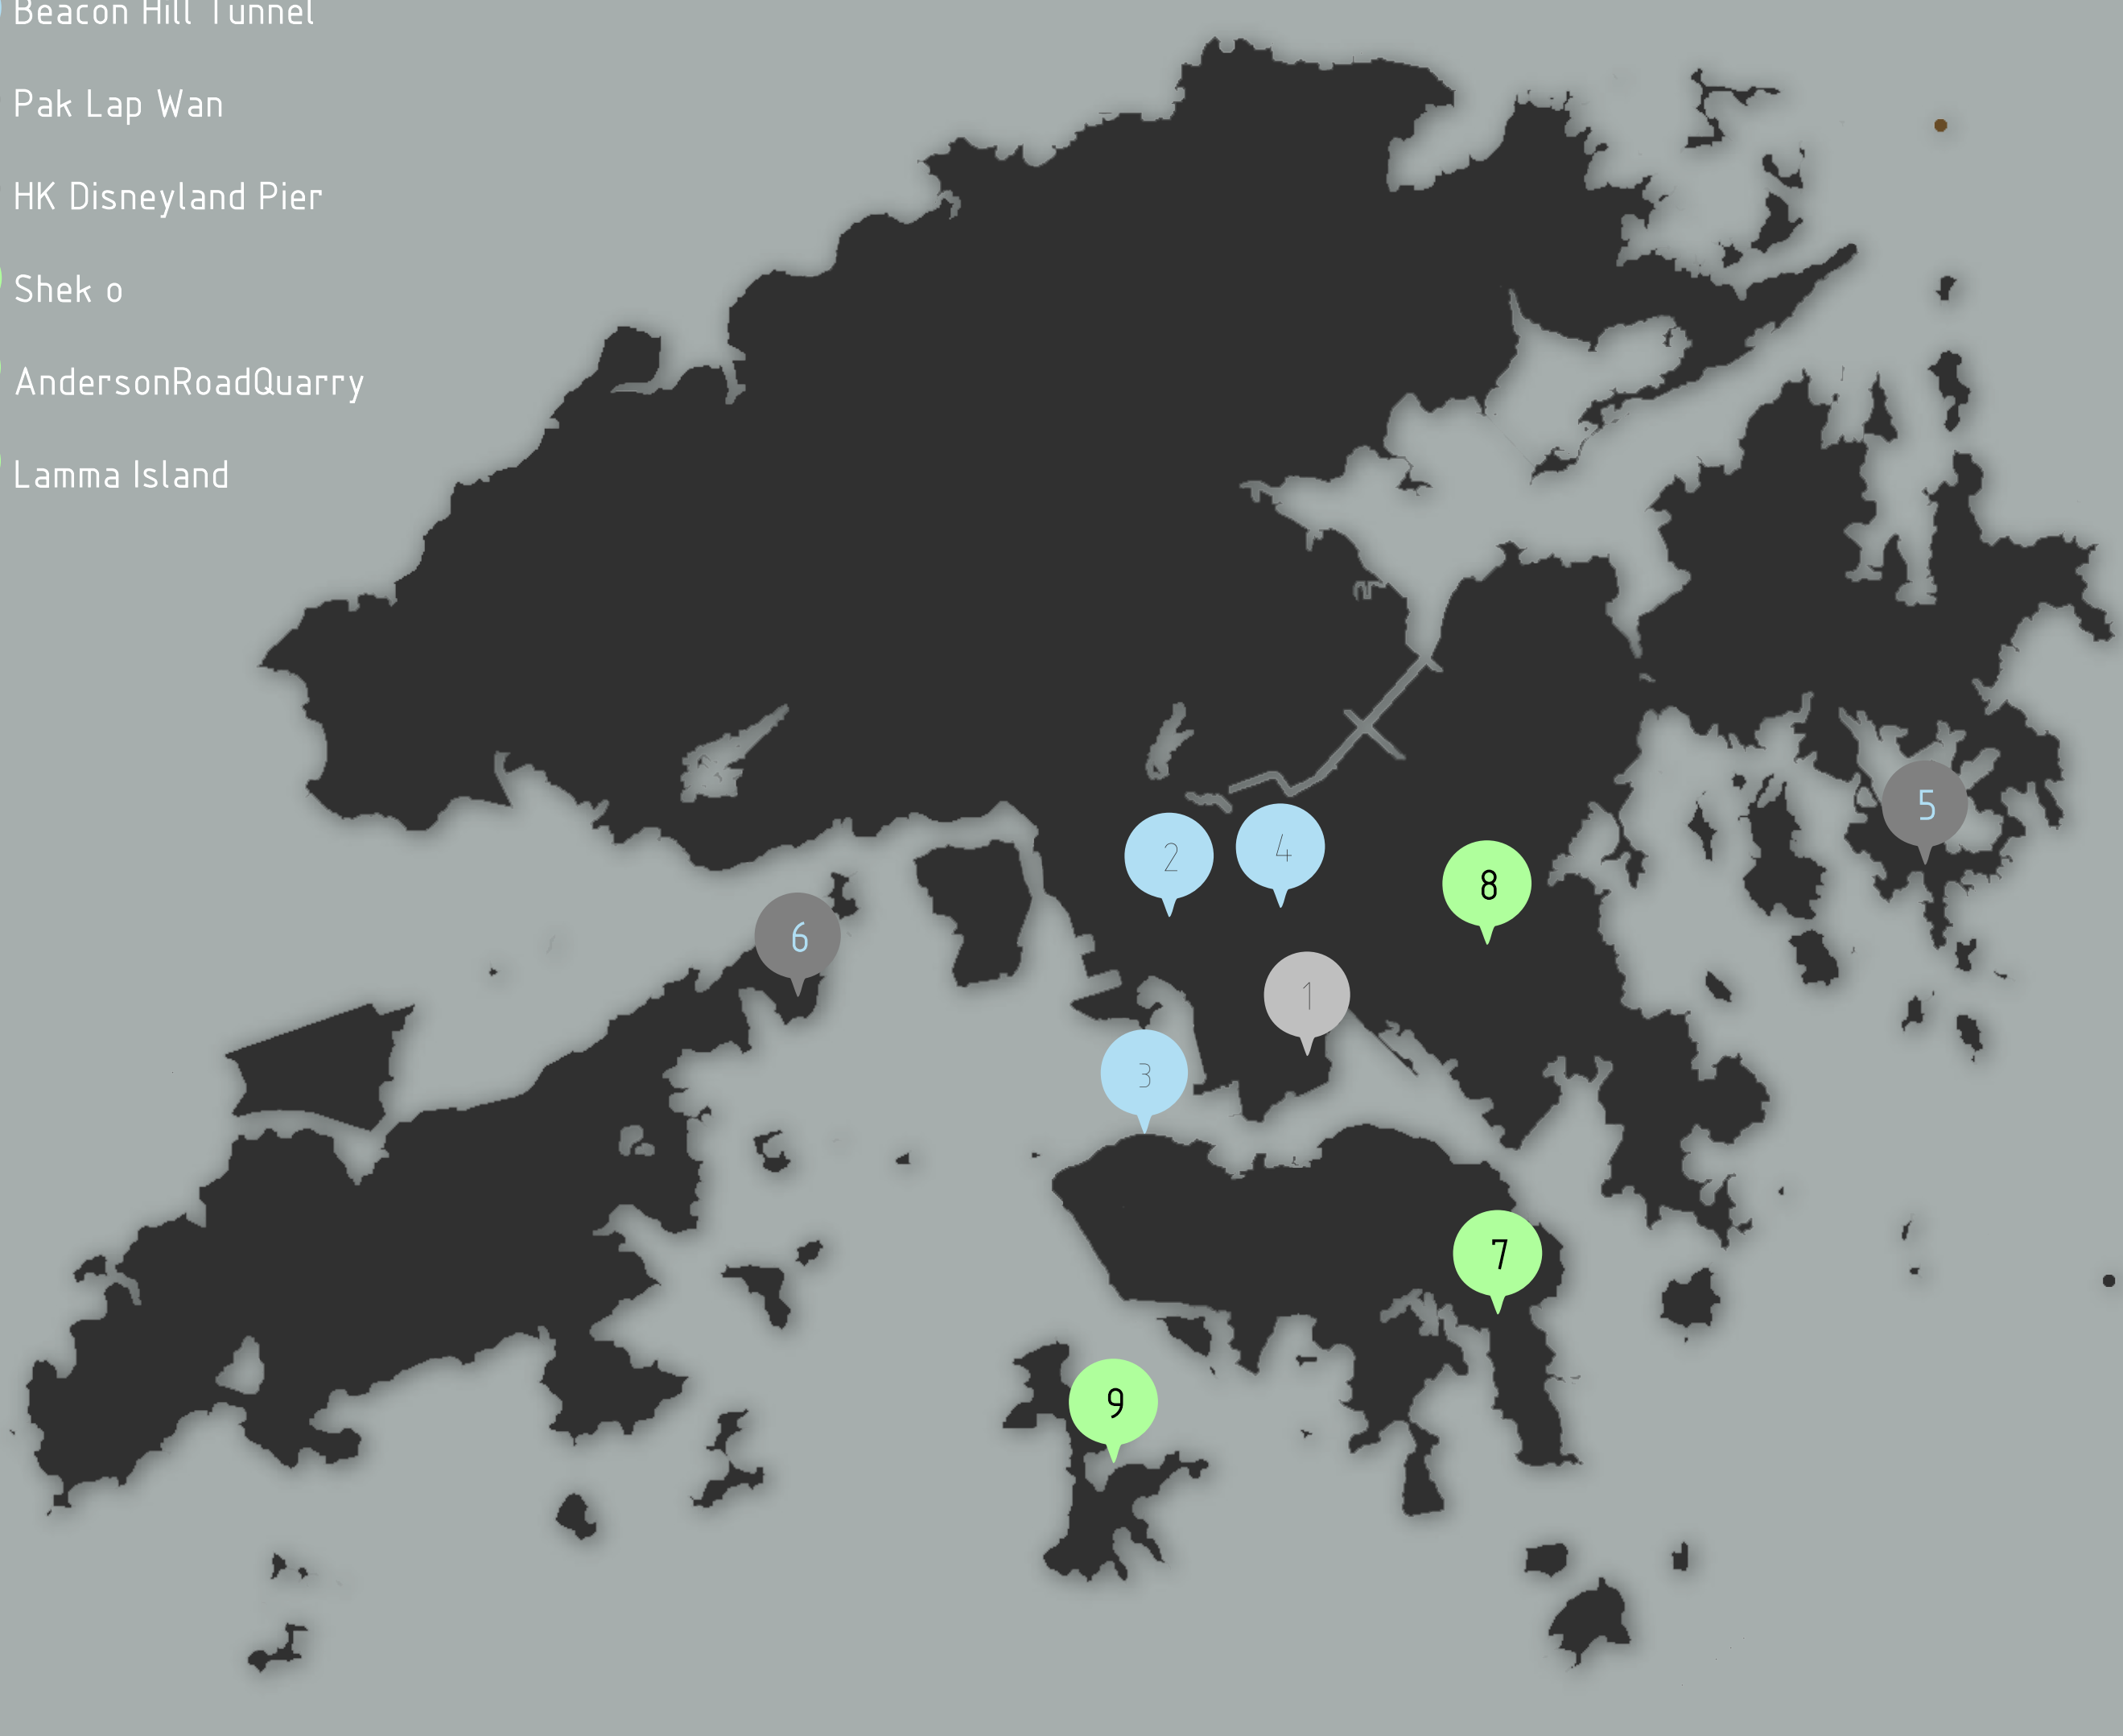 Beacon Hill Tunnel
Pak Lap Wan
HK Disneyland Pier
Shek o
AndersonRoadQuarry
Lamma Island
5
2
4
8
6
1
3
7
9